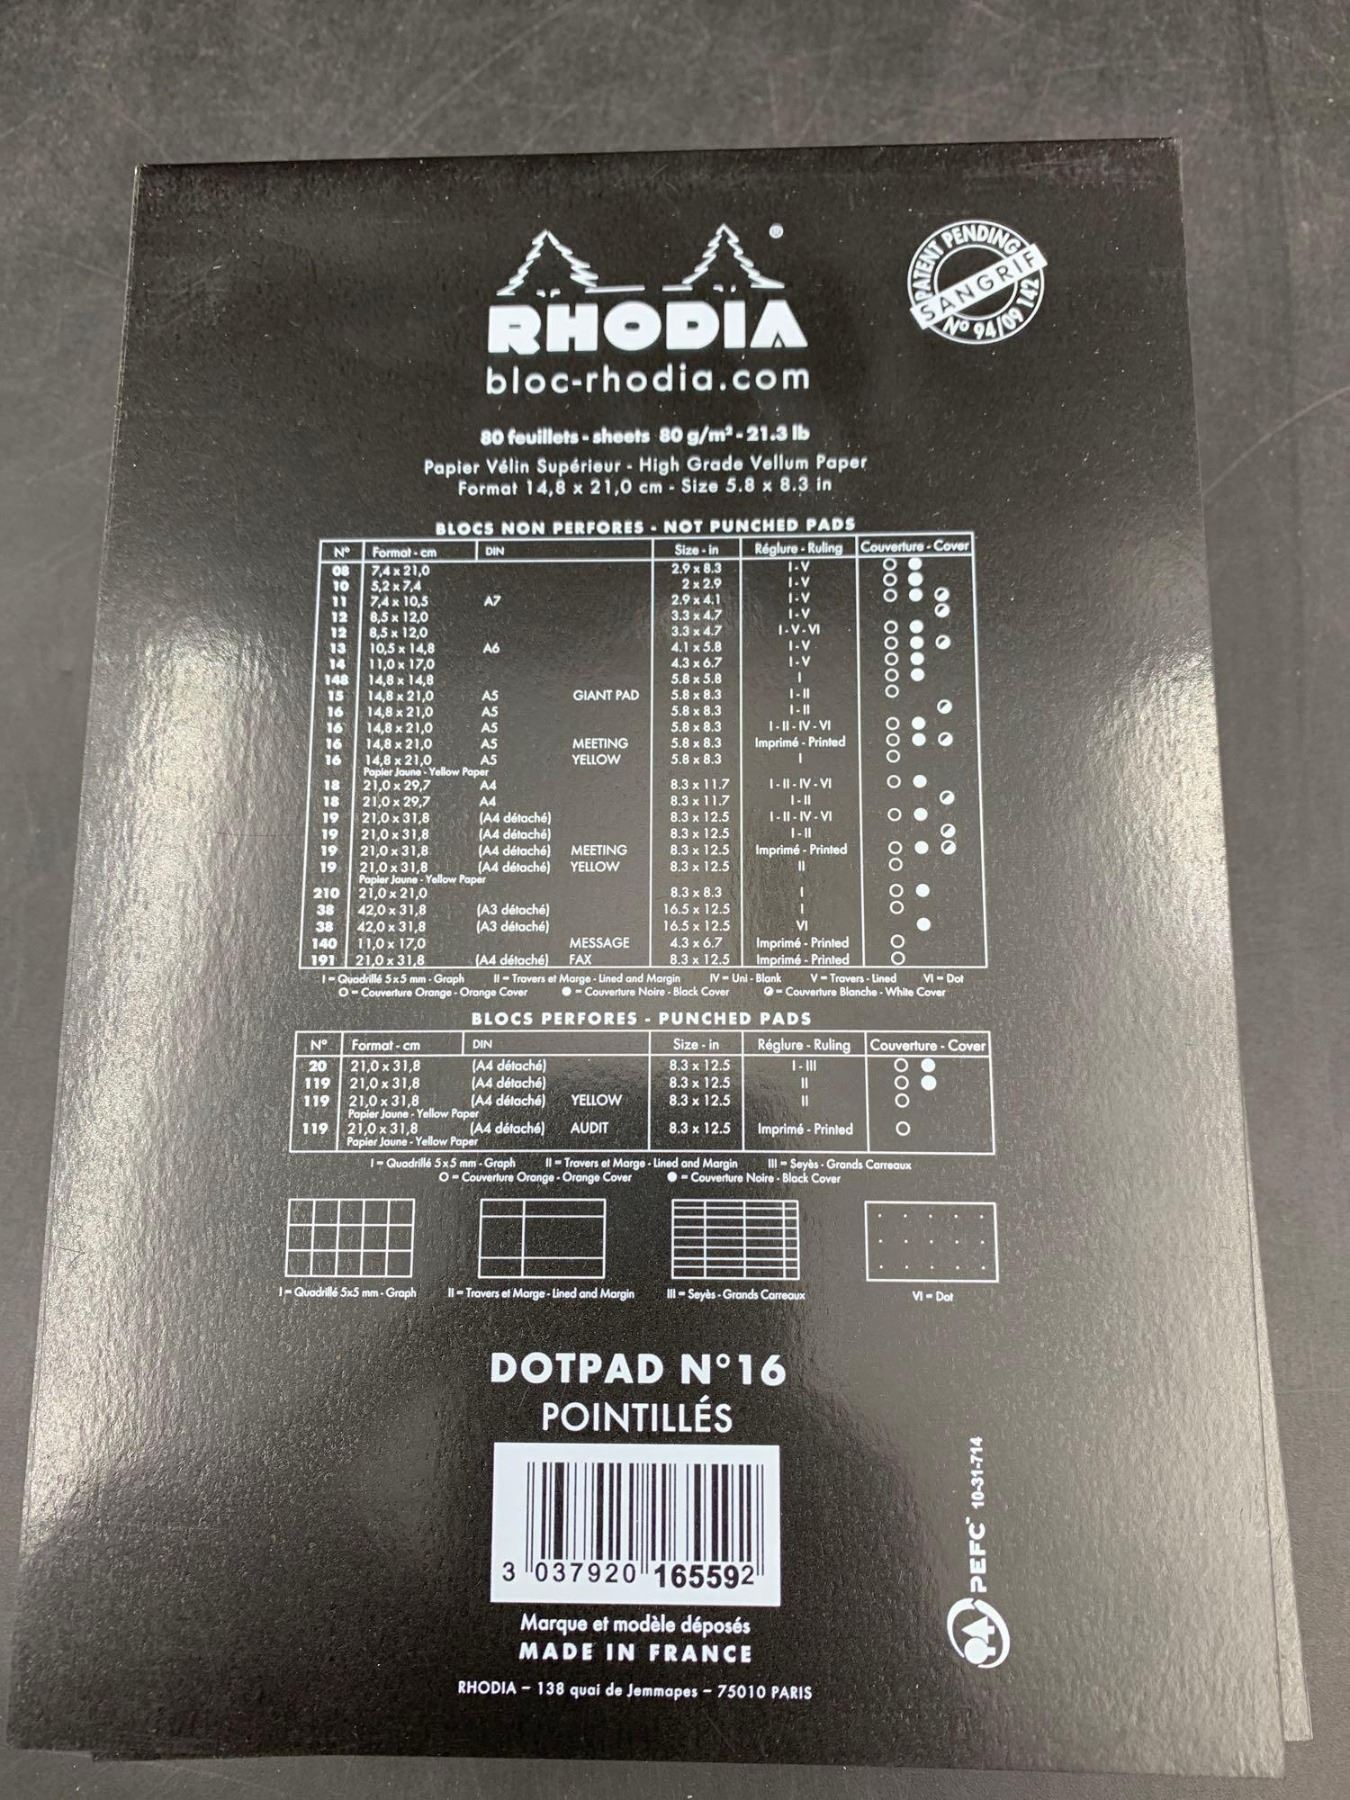 RHODIA ®
bloc-rhodia.com
PATENT PENDING
SANGRIF
Nº 94/09 142
80 feuillets - sheets 80 g/m² - 21.3 lb
Papier Vélin Supérieur - High Grade Vellum Paper
Format 14,8 x 21,0 cm - Size 5.8 x 8.3 in
BLOCS NON PERFORES - NOT PUNCHED PADS
Nº Format - cm DIN Size - in Réglure - Ruling Couverture - Cover
08 7,4 x 21,0 2.9 x 8.3 I - V
10 5,2 x 7,4 2 x 2.9 I - V
11 7,4 x 10,5 A7 2.9 x 4.1 I - V
12 8,5 x 12,0 3.3 x 4.7 I - V
12 8,5 x 12,0 3.3 x 4.7 I - V - VI
13 10,5 x 14,8 A6 4.1 x 5.8 I - V
14 11,0 x 17,0 4.3 x 6.7 I - V
148 14,8 x 14,8 5.8 x 5.8 I
15 14,8 x 21,0 A5 GIANT PAD 5.8 x 8.3 I - II
16 14,8 x 21,0 A5 5.8 x 8.3 I - II
16 14,8 x 21,0 A5 5.8 x 8.3 I - II - IV - VI
16 14,8 x 21,0 A5 MEETING 5.8 x 8.3 Imprimé - Printed
16 14,8 x 21,0 A5 YELLOW 5.8 x 8.3 I
Papier Jaune - Yellow Paper
18 21,0 x 29,7 A4 8.3 x 11.7 I - II - IV - VI
18 21,0 x 29,7 A4 8.3 x 11.7 I - II
19 21,0 x 31,8 (A4 détaché) 8.3 x 12.5 I - II - IV - VI
19 21,0 x 31,8 (A4 détaché) 8.3 x 12.5 I - II
19 21,0 x 31,8 (A4 détaché) MEETING 8.3 x 12.5 Imprimé - Printed
19 21,0 x 31,8 (A4 détaché) YELLOW 8.3 x 12.5 II
Papier Jaune - Yellow Paper
210 21,0 x 21,0 8.3 x 8.3 I
38 42,0 x 31,8 (A3 détaché) 16.5 x 12.5 I
38 42,0 x 31,8 (A3 détaché) 16.5 x 12.5 VI
140 11,0 x 17,0 MESSAGE 4.3 x 6.7 Imprimé - Printed
191 21,0 x 31,8 (A4 détaché) FAX 8.3 x 12.5 Imprimé - Printed
I = Quadrillé 5 x 5 mm - Graph II = Travers et Marge - Lined and Margin IV = Uni - Blank V = Travers - Lined VI = Dot
O = Couverture Orange - Orange Cover ● = Couverture Noire - Black Cover = Couverture Blanche - White Cover
BLOCS PERFORES - PUNCHED PADS
Nº Format - cm DIN Size - in Réglure - Ruling Couverture - Cover
20 21,0 x 31,8 (A4 détaché) 8.3 x 12.5 I - III
119 21,0 x 31,8 (A4 détaché) 8.3 x 12.5 II
119 21,0 x 31,8 (A4 détaché) YELLOW 8.3 x 12.5 II
Papier Jaune - Yellow Paper
119 21,0 x 31,8 (A4 détaché) AUDIT 8.3 x 12.5 Imprimé - Printed
Papier Jaune - Yellow Paper
I = Quadrillé 5 x 5 mm - Graph II = Travers et Marge - Lined and Margin III = Seyès - Grands Carreaux
O = Couverture Orange - Orange Cover ● = Couverture Noire - Black Cover
I = Quadrillé 5x5 mm - Graph II = Travers et Marge - Lined and Margin III = Seyès - Grands Carreaux VI = Dot
DOTPAD Nº16
POINTILLÉS
3 037920 165592
Marque et modèle déposés
MADE IN FRANCE
RHODIA – 138 quai de Jemmapes – 75010 PARIS
PEFC™ 10-31-714